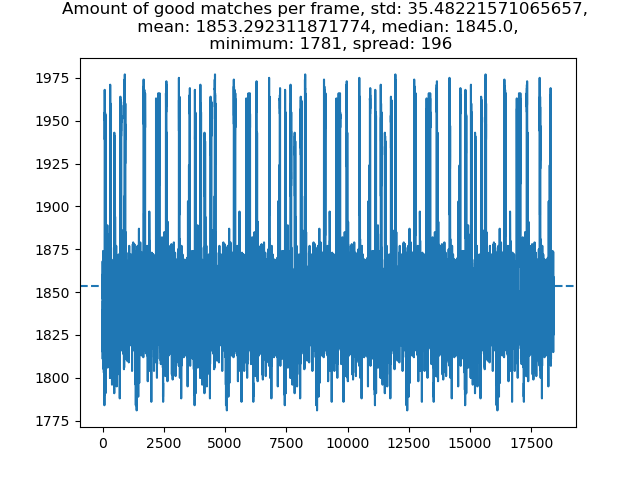 Amount of good matches per frame, std: 35.48221571065657,
mean: 1853.292311871774, median: 1845.0,
minimum: 1781, spread: 196
1975
1950
1925
1900
1875
1850
1825
1800
1775
0 2500 5000 7500 10000 12500 15000 17500